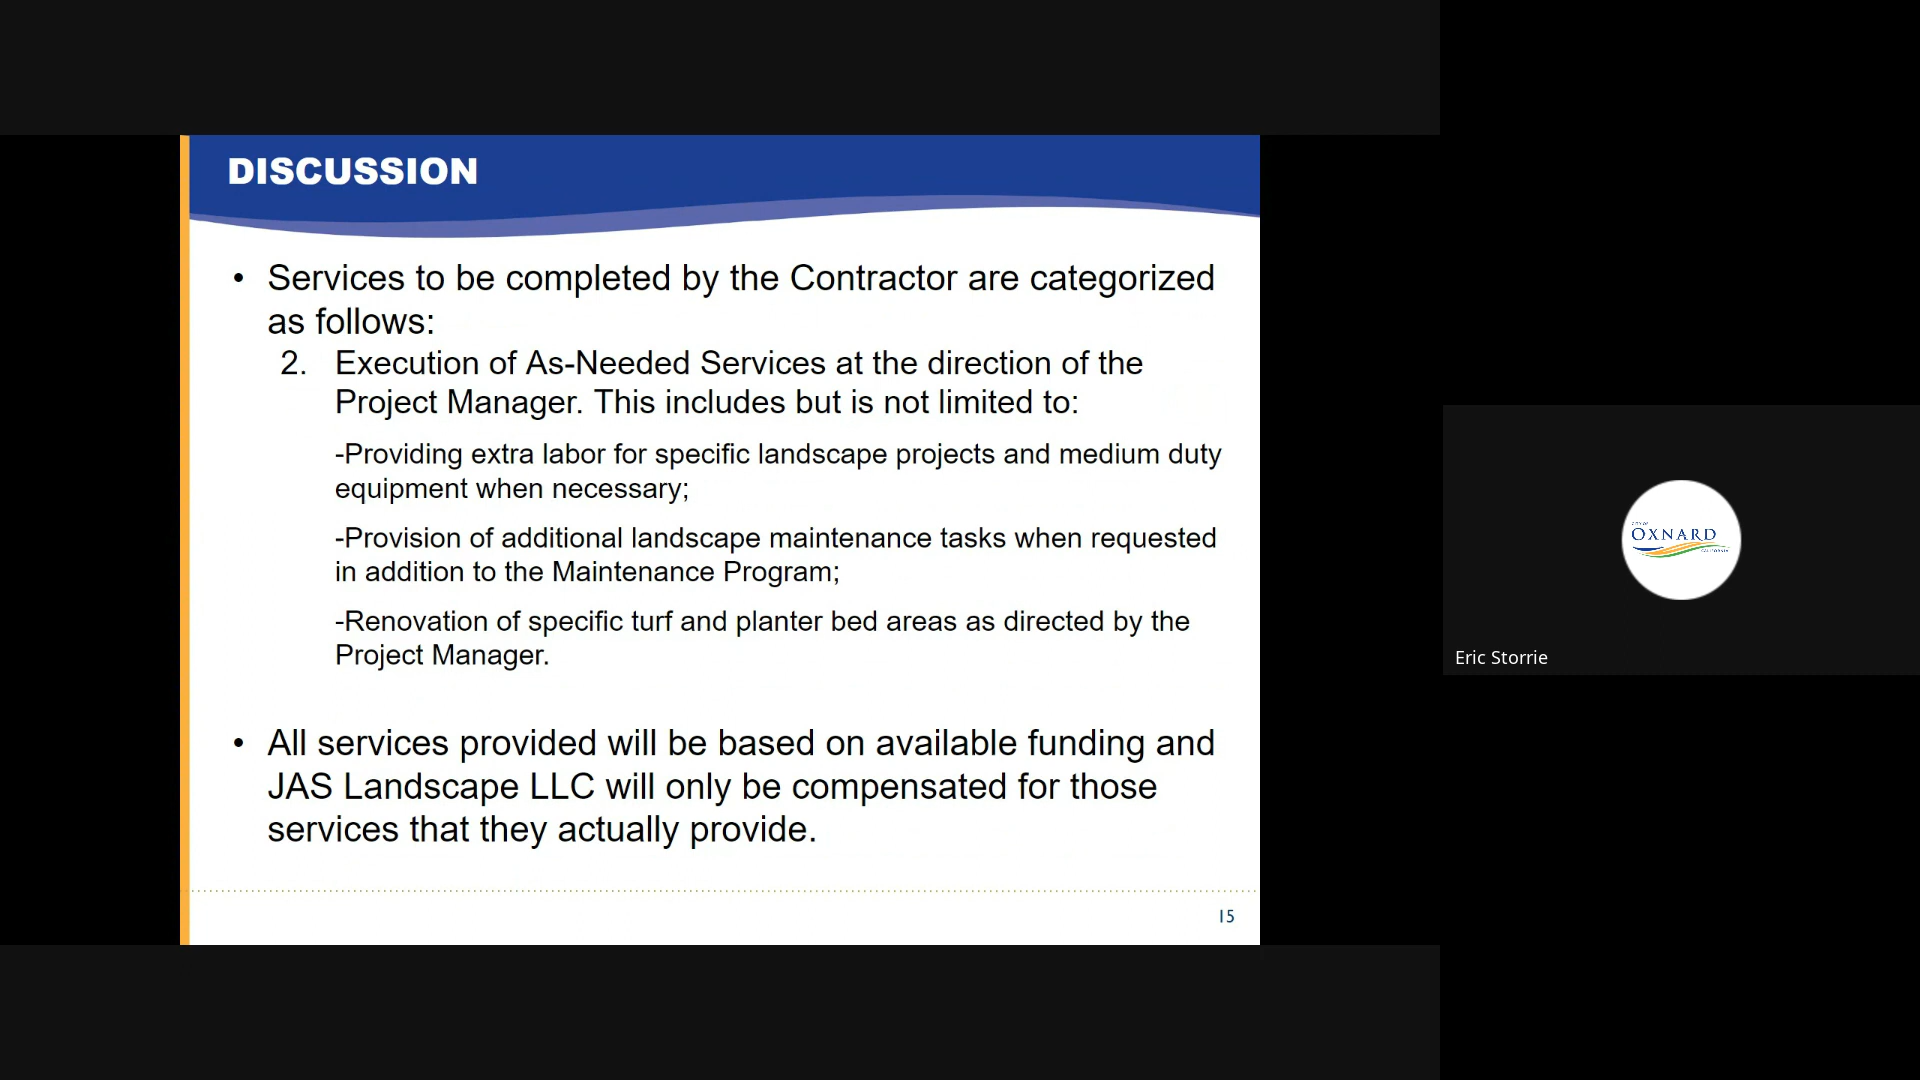 DISCUSSION
• Services to be completed by the Contractor are categorized
as follows:
2. Execution of As-Needed Services at the direction of the
Project Manager. This includes but is not limited to:
-Providing extra labor for specific landscape projects and medium duty
equipment when necessary;
-Provision of additional landscape maintenance tasks when requested
in addition to the Maintenance Program;
-Renovation of specific turf and planter bed areas as directed by the
Project Manager.
• All services provided will be based on available funding and
JAS Landscape LLC will only be compensated for those
services that they actually provide.
15
CITY OF
OXNARD
CALIFORNIA
Eric Storrie